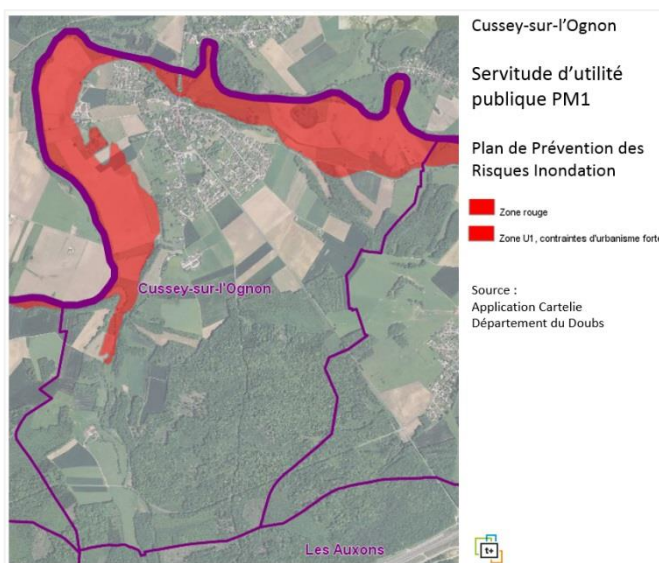 Cussey-sur-l'Ognon
Servitude d'utilité
publique PM1
Plan de Prévention des
Risques Inondation
Zone rouge
Zone U1, contraintes d'urbanisme forte
Source :
Application Cartelie
Département du Doubs
Cussey-sur-l'Ognon
Les Auxons
t+